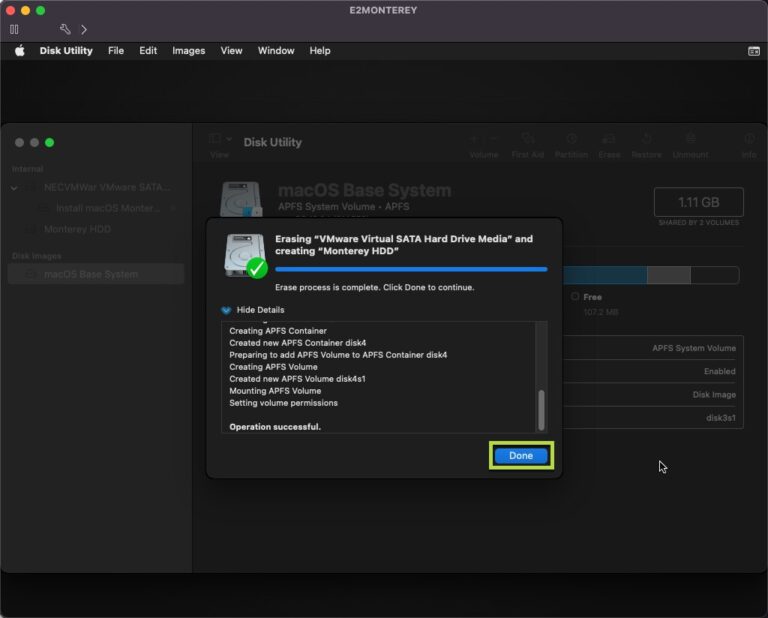 E2MONTEREY
Disk Utility File Edit Images View Window Help
Disk Utility
View
Volume First Aid Partition Erase Restore Unmount Info
Internal
NECVMWar VMware SATA...
Install macOS Monter...
Monterey HDD
Disk Images
macOS Base System
macOS Base System
APFS System Volume • APFS
1.11 GB
SHARED BY 2 VOLUMES
Erasing “VMware Virtual SATA Hard Drive Media” and
creating “Monterey HDD”
Erase process is complete. Click Done to continue.
Hide Details
Creating APFS Container
Created new APFS Container disk4
Preparing to add APFS Volume to APFS Container disk4
Creating APFS Volume
Created new APFS Volume disk4s1
Mounting APFS Volume
Setting volume permissions
Operation successful.
Done
Free
107.2 MB
APFS System Volume
Enabled
Disk Image
disk3s1